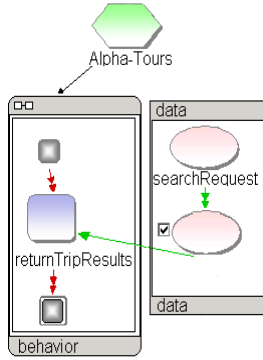 Alpha-Tours
data
searchRequest
returnTripResults
data
behavior